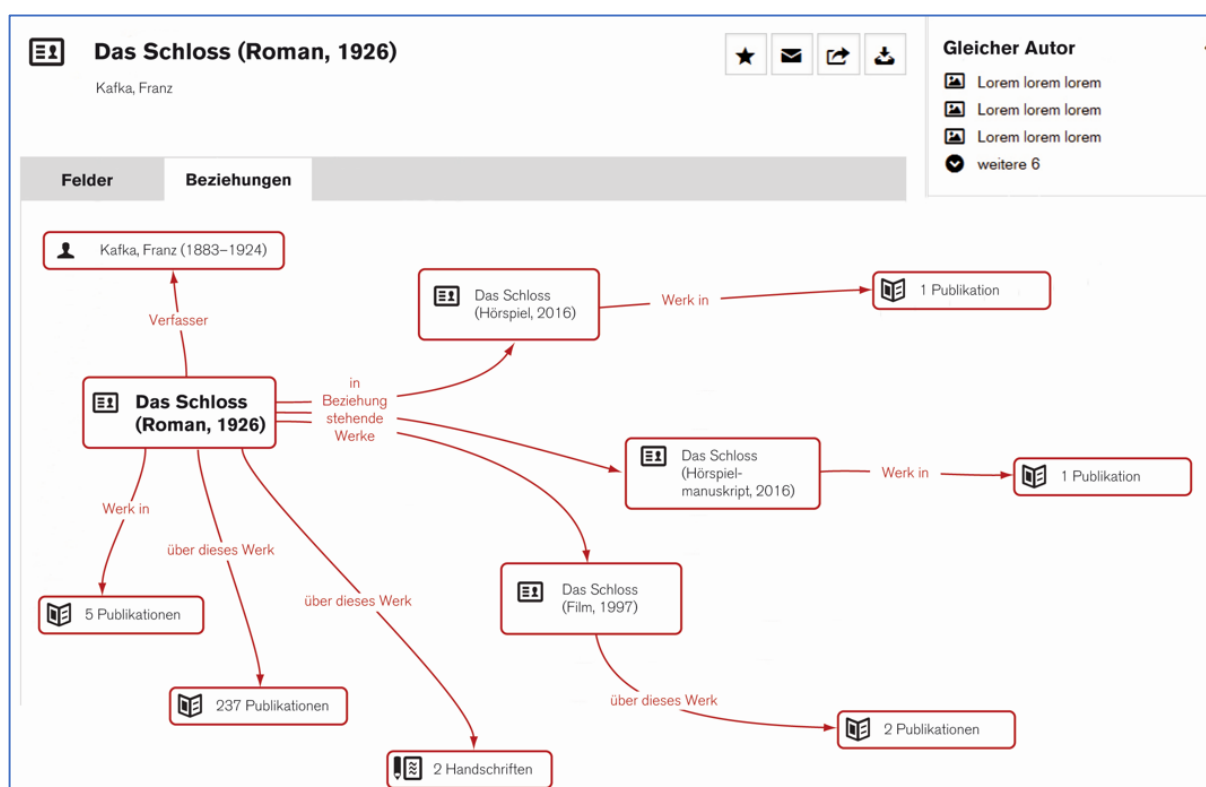 Das Schloss (Roman, 1926)
Kafka, Franz
Gleicher Autor
Lorem lorem lorem
Lorem lorem lorem
Lorem lorem lorem
weitere 6
Felder
Beziehungen
Kafka, Franz (1883–1924)
Verfasser
Das Schloss
(Roman, 1926)
in
Beziehung
stehende
Werke
Das Schloss
(Hörspiel, 2016)
Werk in
1 Publikation
Das Schloss
(Hörspiel-
manuskript, 2016)
Werk in
1 Publikation
Das Schloss
(Film, 1997)
über dieses Werk
2 Publikationen
Werk in
5 Publikationen
über dieses Werk
237 Publikationen
über dieses Werk
2 Handschriften